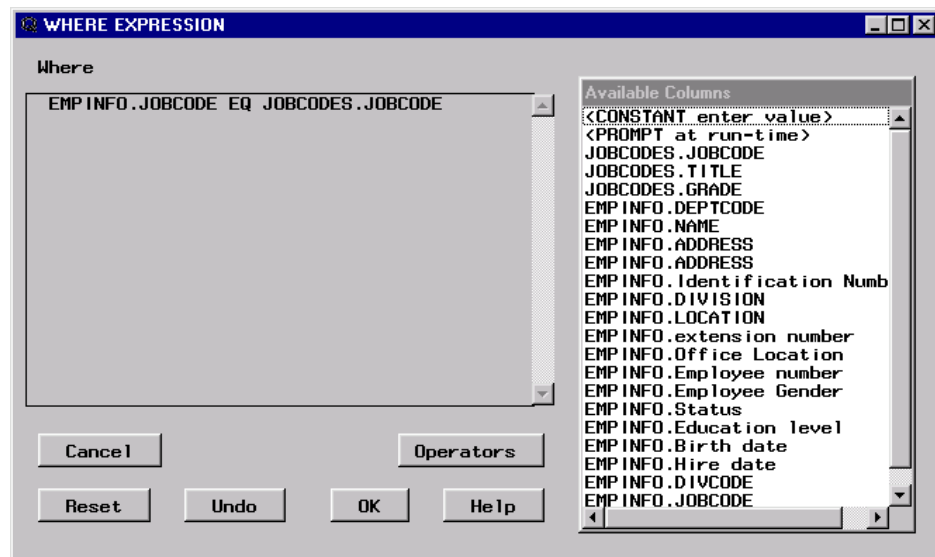 WHERE EXPRESSION
Where
EMPINFO.JOBCODE EQ JOBCODES.JOBCODE
Available Columns
<CONSTANT enter value>
<PROMPT at run-time>
JOBCODES.JOBCODE
JOBCODES.TITLE
JOBCODES.GRADE
EMPINFO.DEPTCODE
EMPINFO.NAME
EMPINFO.ADDRESS
EMPINFO.ADDRESS
EMPINFO.Identification Numb
EMPINFO.DIVISION
EMPINFO.LOCATION
EMPINFO.extension number
EMPINFO.Office Location
EMPINFO.Employee number
EMPINFO.Employee Gender
EMPINFO.Status
EMPINFO.Education level
EMPINFO.Birth date
EMPINFO.Hire date
EMPINFO.DIVCODE
EMPINFO.JOBCODE
Cancel Operators
Reset Undo OK Help